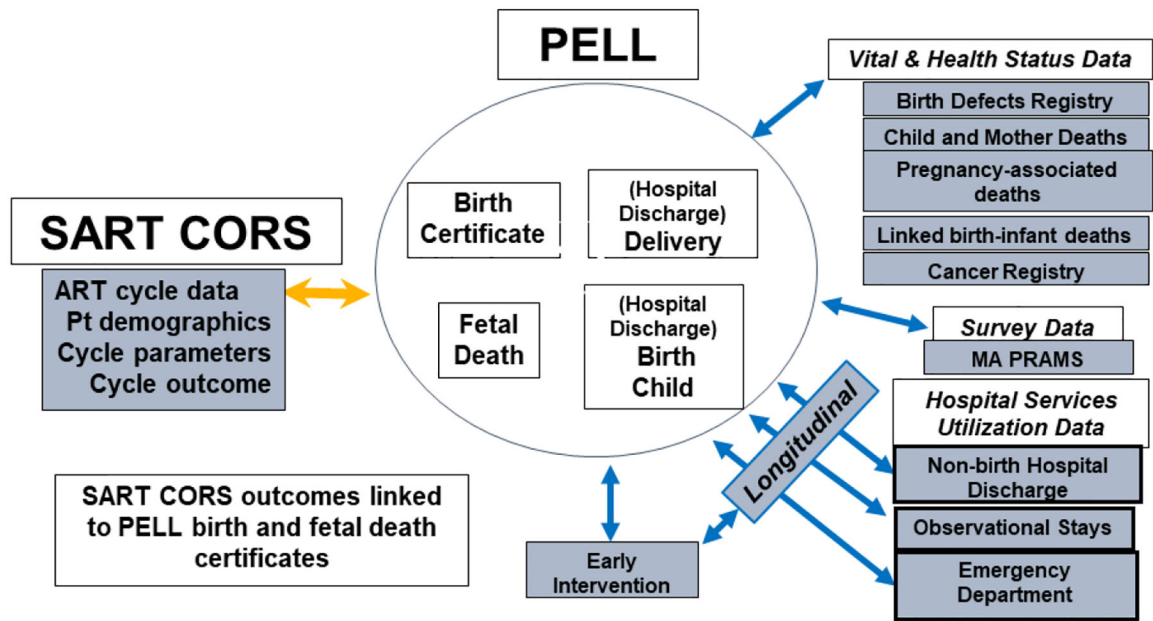 PELL
SART CORS
ART cycle data
Pt demographics
Cycle parameters
Cycle outcome
Birth
Certificate
(Hospital
Discharge)
Delivery
Fetal
Death
(Hospital
Discharge)
Birth
Child
Vital & Health Status Data
Birth Defects Registry
Child and Mother Deaths
Pregnancy-associated
deaths
Linked birth-infant deaths
Cancer Registry
Survey Data
MA PRAMS
Hospital Services
Utilization Data
Non-birth Hospital
Discharge
Observational Stays
Emergency
Department
Longitudinal
Early
Intervention
SART CORS outcomes linked
to PELL birth and fetal death
certificates